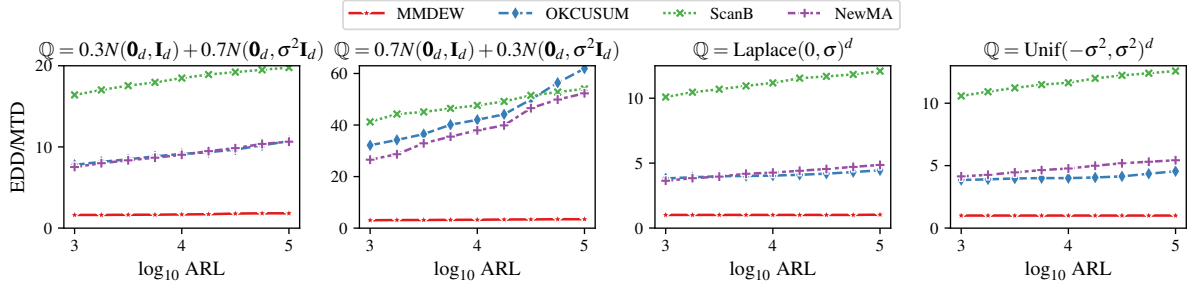 MMDEW OKCUSUM ScanB NewMA
ℚ = 0.3N(𝟎_d, 𝐈_d) + 0.7N(𝟎_d, σ²𝐈_d) ℚ = 0.7N(𝟎_d, 𝐈_d) + 0.3N(𝟎_d, σ²𝐈_d) ℚ = Laplace(0, σ)^d ℚ = Unif(−σ², σ²)^d
EDD/MTD
20
10
0
3 4 5
log₁₀ ARL
60
40
20
0
3 4 5
log₁₀ ARL
10
5
0
3 4 5
log₁₀ ARL
10
5
0
3 4 5
log₁₀ ARL